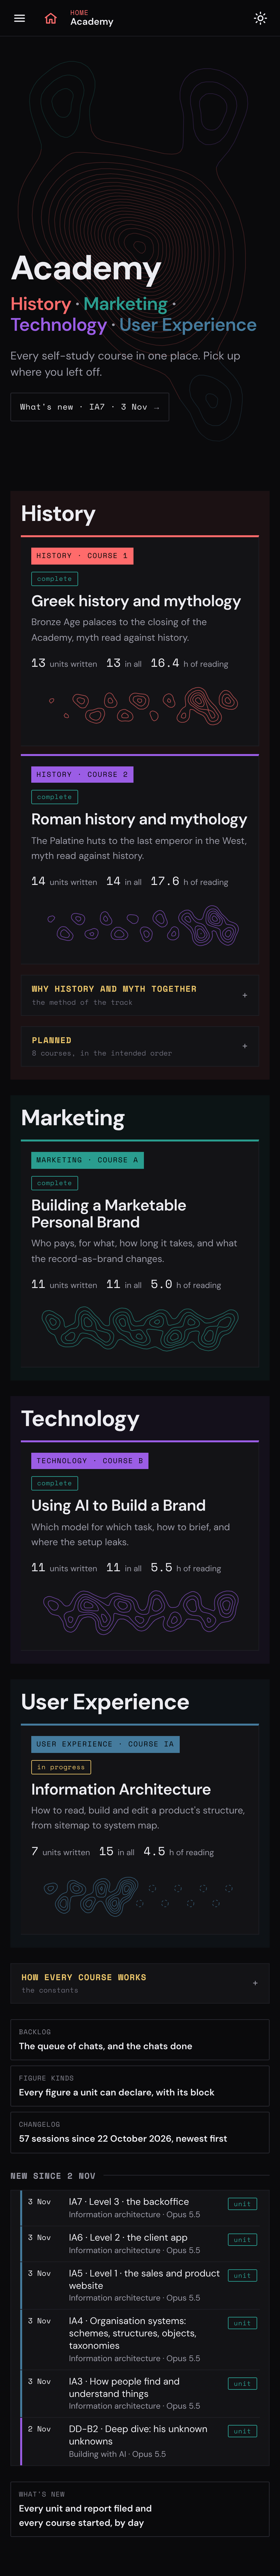 HOME
Academy
Academy
History · Marketing ·
Technology · User Experience
Every self-study course in one place. Pick up
where you left off.
What's new · IA7 · 3 Nov →
History
HISTORY · COURSE 1
complete
Greek history and mythology
Bronze Age palaces to the closing of the
Academy, myth read against history.
13 units written 13 in all 16.4 h of reading
HISTORY · COURSE 2
complete
Roman history and mythology
The Palatine huts to the last emperor in the West,
myth read against history.
14 units written 14 in all 17.6 h of reading
WHY HISTORY AND MYTH TOGETHER
the method of the track
+
PLANNED
8 courses, in the intended order
+
Marketing
MARKETING · COURSE A
complete
Building a Marketable
Personal Brand
Who pays, for what, how long it takes, and what
the record-as-brand changes.
11 units written 11 in all 5.0 h of reading
Technology
TECHNOLOGY · COURSE B
complete
Using AI to Build a Brand
Which model for which task, how to brief, and
where the setup leaks.
11 units written 11 in all 5.5 h of reading
User Experience
USER EXPERIENCE · COURSE IA
in progress
Information Architecture
How to read, build and edit a product's structure,
from sitemap to system map.
7 units written 15 in all 4.5 h of reading
HOW EVERY COURSE WORKS
the constants
+
BACKLOG
The queue of chats, and the chats done
FIGURE KINDS
Every figure a unit can declare, with its block
CHANGELOG
57 sessions since 22 October 2026, newest first
NEW SINCE 2 NOV
3 Nov IA7 · Level 3 · the backoffice unit
Information architecture · Opus 5.5
3 Nov IA6 · Level 2 · the client app unit
Information architecture · Opus 5.5
3 Nov IA5 · Level 1 · the sales and product unit
website
Information architecture · Opus 5.5
3 Nov IA4 · Organisation systems: unit
schemes, structures, objects,
taxonomies
Information architecture · Opus 5.5
3 Nov IA3 · How people find and unit
understand things
Information architecture · Opus 5.5
2 Nov DD-B2 · Deep dive: his unknown unit
unknowns
Building with AI · Opus 5.5
WHAT'S NEW
Every unit and report filed and
every course started, by day